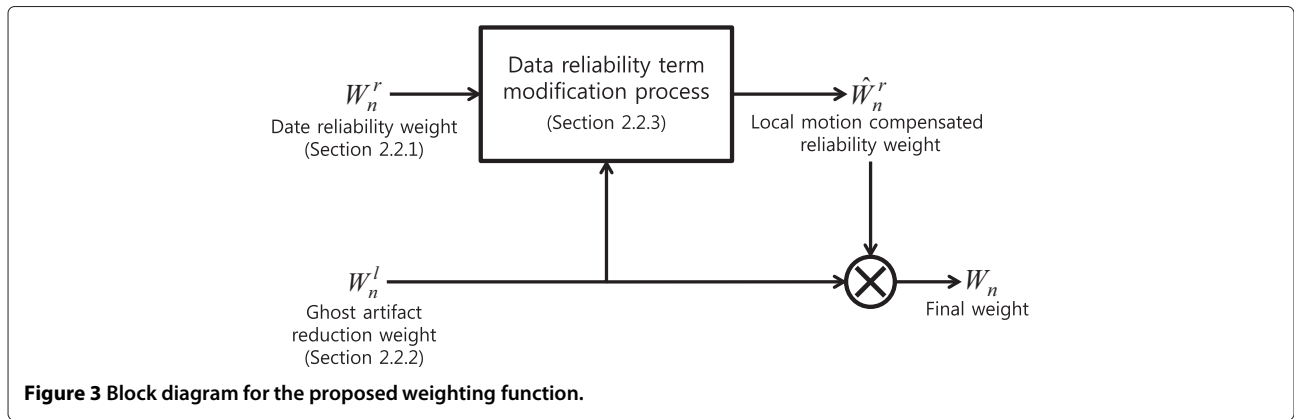 Data reliability term
modification process
(Section 2.2.3)
W_n^r
Date reliability weight
(Section 2.2.1)
Ŵ_n^r
Local motion compensated
reliability weight
W_n^l
Ghost artifact
reduction weight
(Section 2.2.2)
W_n
Final weight
Figure 3 Block diagram for the proposed weighting function.